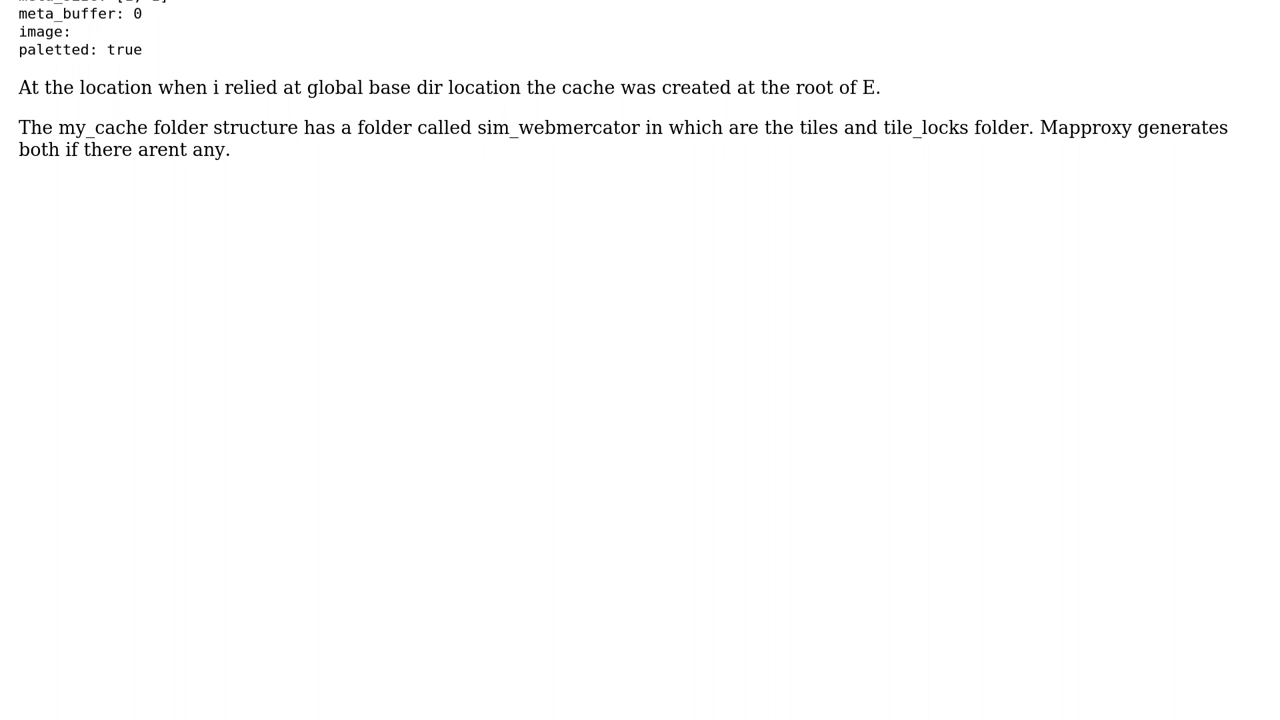 meta_buffer: 0
image:
paletted: true
At the location when i relied at global base dir location the cache was created at the root of E.
The my_cache folder structure has a folder called sim_webmercator in which are the tiles and tile_locks folder. Mapproxy generates
both if there arent any.